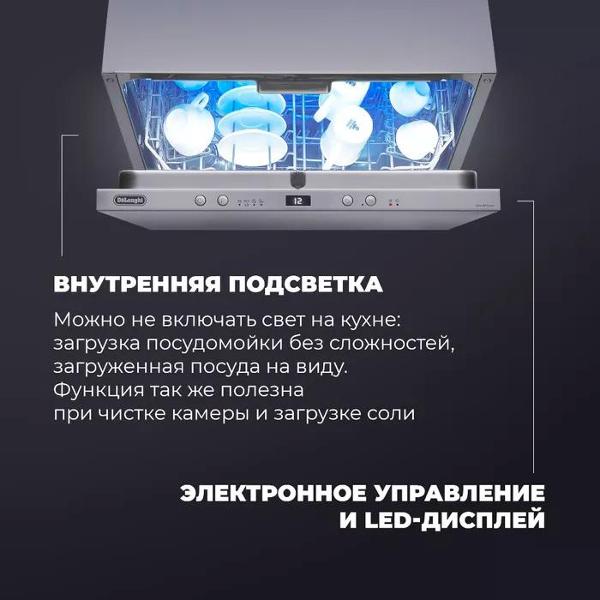 DēLonghi
12
ВНУТРЕННЯЯ ПОДСВЕТКА
Можно не включать свет на кухне:
загрузка посудомойки без сложностей,
загруженная посуда на виду.
Функция так же полезна
при чистке камеры и загрузке соли
ЭЛЕКТРОННОЕ УПРАВЛЕНИЕ
И LED-ДИСПЛЕЙ